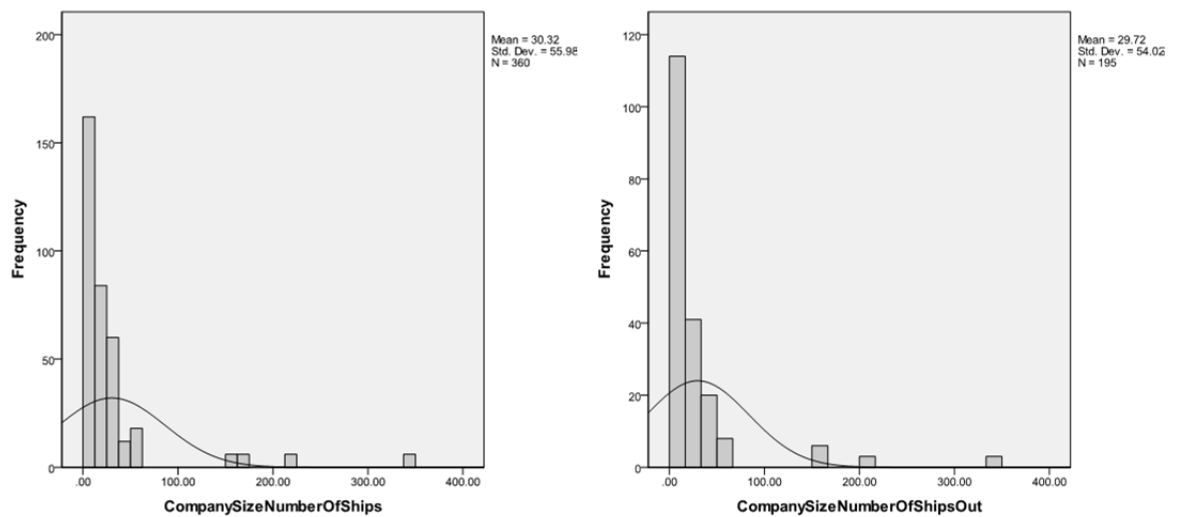 200
150
100
50
0
Frequency
.00 100.00 200.00 300.00 400.00
CompanySizeNumberOfShips
Mean = 30.32
Std. Dev. = 55.98
N = 360
120
100
80
60
40
20
0
Frequency
.00 100.00 200.00 300.00 400.00
CompanySizeNumberOfShipsOut
Mean = 29.72
Std. Dev. = 54.02
N = 195